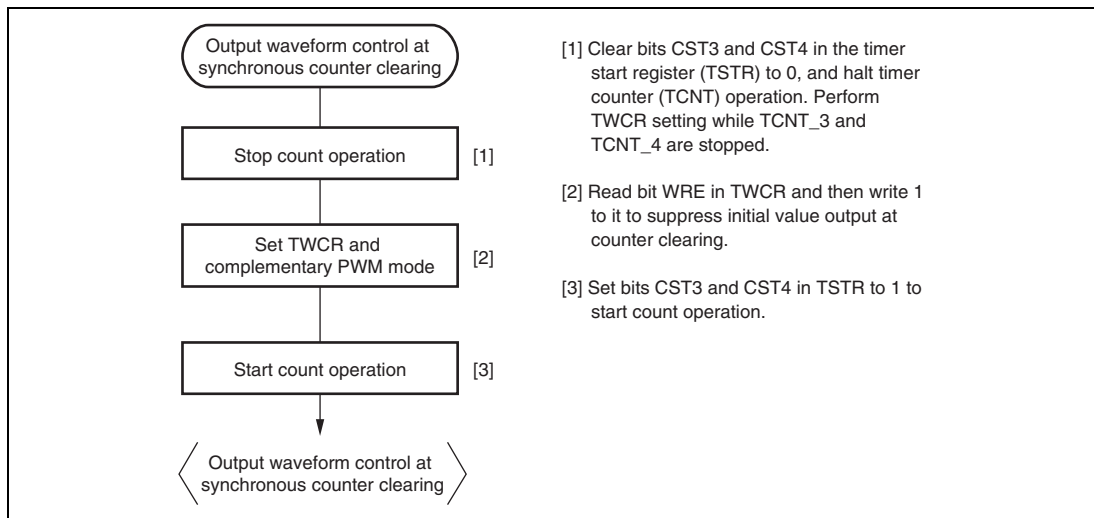 Output waveform control at
synchronous counter clearing
Stop count operation
[1]
Set TWCR and
complementary PWM mode
[2]
Start count operation
[3]
Output waveform control at
synchronous counter clearing
[1] Clear bits CST3 and CST4 in the timer
start register (TSTR) to 0, and halt timer
counter (TCNT) operation. Perform
TWCR setting while TCNT_3 and
TCNT_4 are stopped.
[2] Read bit WRE in TWCR and then write 1
to it to suppress initial value output at
counter clearing.
[3] Set bits CST3 and CST4 in TSTR to 1 to
start count operation.